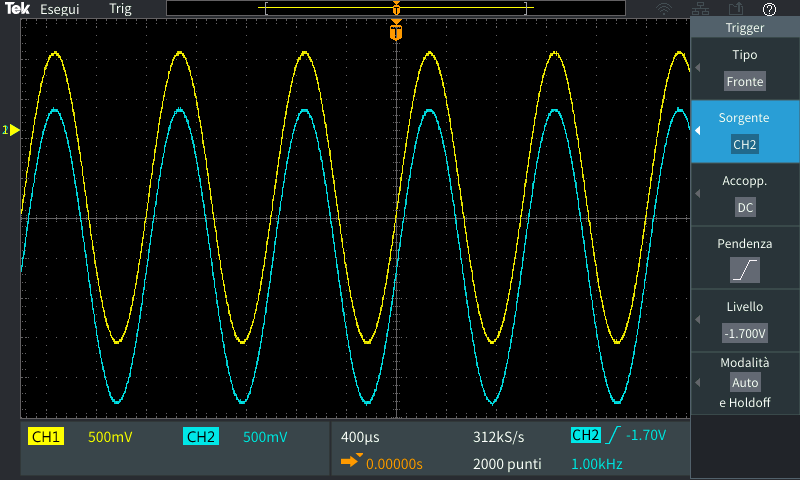 Tek Esegui Trig
T
T
Trigger
Tipo
Fronte
Sorgente
CH2
Accopp.
DC
Pendenza
Livello
-1.700V
Modalità
Auto
e Holdoff
CH1 500mV CH2 500mV 400µs 312kS/s CH2 -1.70V
0.00000s 2000 punti 1.00kHz